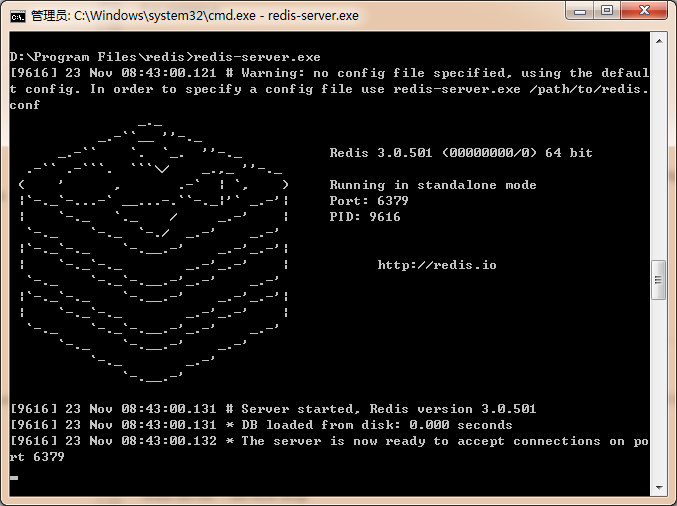 管理员: C:\Windows\system32\cmd.exe - redis-server.exe
D:\Program Files\redis>redis-server.exe
[9616] 23 Nov 08:43:00.121 # Warning: no config file specified, using the defaul
t config. In order to specify a config file use redis-server.exe /path/to/redis.
conf
Redis 3.0.501 (00000000/0) 64 bit
Running in standalone mode
Port: 6379
PID: 9616
http://redis.io
[9616] 23 Nov 08:43:00.131 # Server started, Redis version 3.0.501
[9616] 23 Nov 08:43:00.131 * DB loaded from disk: 0.000 seconds
[9616] 23 Nov 08:43:00.132 * The server is now ready to accept connections on po
rt 6379